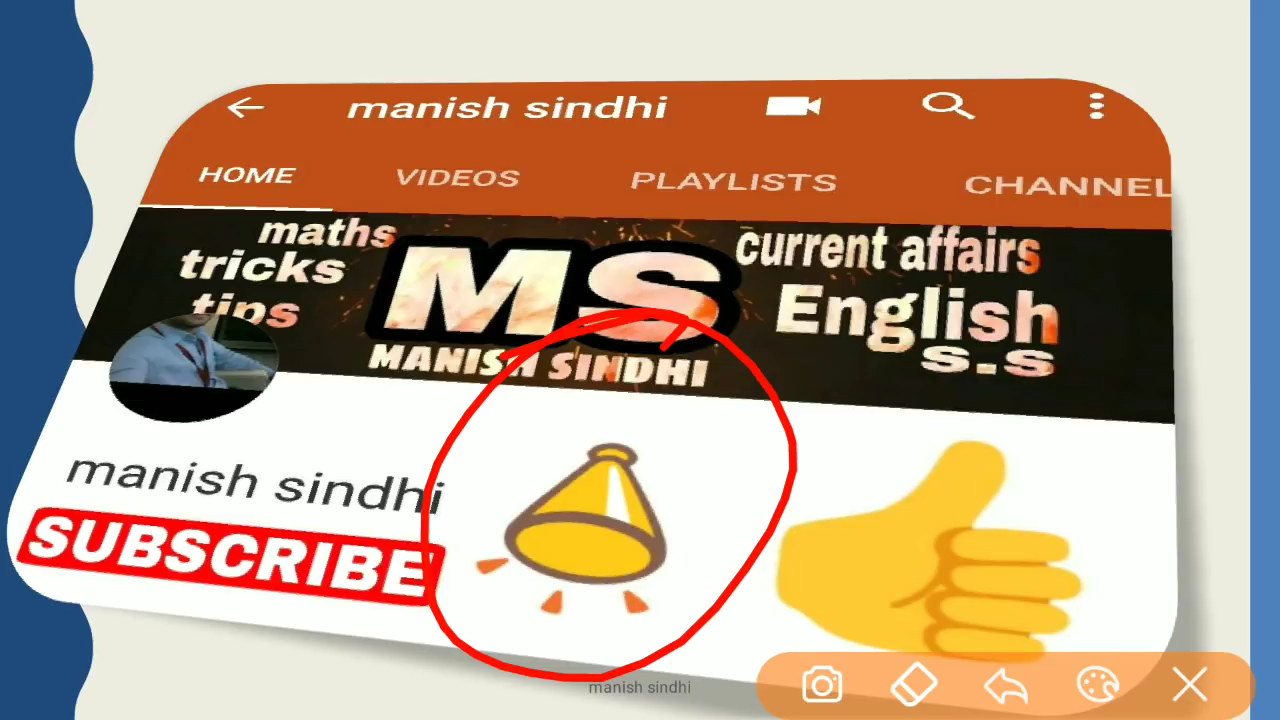 manish sindhi
HOME VIDEOS PLAYLISTS CHANNEL
maths
tricks
tips
MS
MANISH SINDHI
current affairs
English
s.s
manish sindhi
SUBSCRIBE
manish sindhi